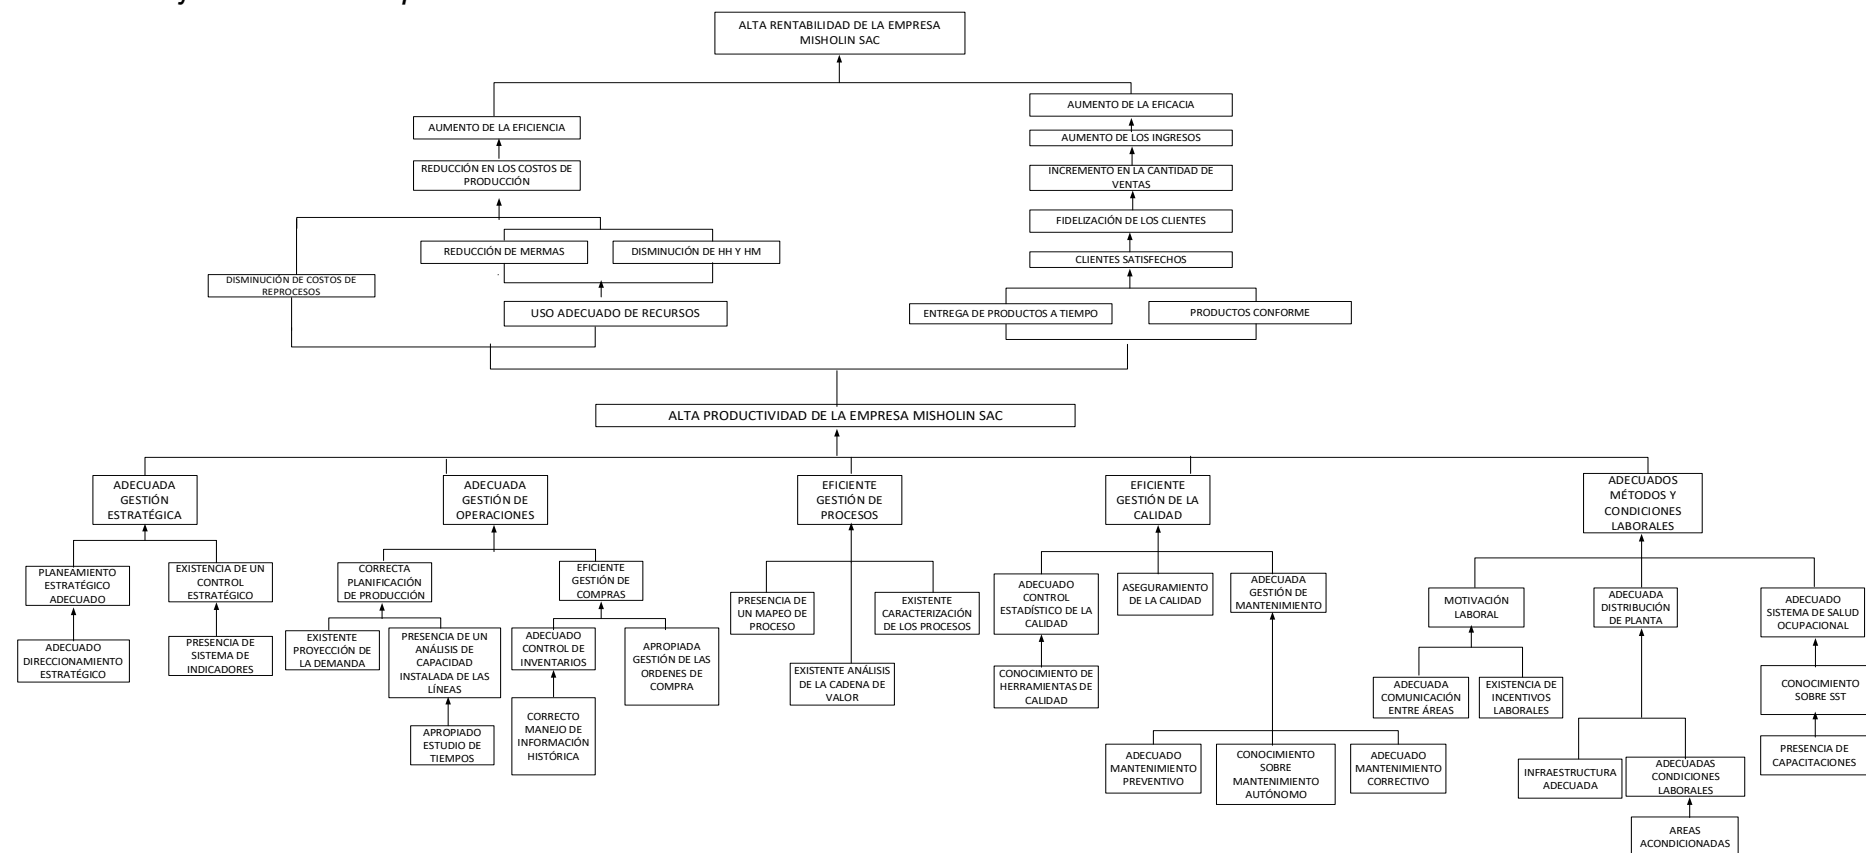 ALTA RENTABILIDAD DE LA EMPRESA
MISHOLIN SAC
AUMENTO DE LA EFICIENCIA
REDUCCIÓN EN LOS COSTOS DE
PRODUCCIÓN
REDUCCIÓN DE MERMAS
DISMINUCIÓN DE HH Y HM
DISMINUCIÓN DE COSTOS DE
REPROCESOS
USO ADECUADO DE RECURSOS
AUMENTO DE LA EFICACIA
AUMENTO DE LOS INGRESOS
INCREMENTO EN LA CANTIDAD DE
VENTAS
FIDELIZACIÓN DE LOS CLIENTES
CLIENTES SATISFECHOS
ENTREGA DE PRODUCTOS A TIEMPO
PRODUCTOS CONFORME
ALTA PRODUCTIVIDAD DE LA EMPRESA MISHOLIN SAC
ADECUADA
GESTIÓN
ESTRATÉGICA
PLANEAMIENTO
ESTRATÉGICO
ADECUADO
EXISTENCIA DE UN
CONTROL
ESTRATÉGICO
ADECUADO
DIRECCIONAMIENTO
ESTRATÉGICO
PRESENCIA DE
SISTEMA DE
INDICADORES
ADECUADA
GESTIÓN DE
OPERACIONES
CORRECTA
PLANIFICACIÓN
DE PRODUCCIÓN
EFICIENTE
GESTIÓN DE
COMPRAS
EXISTENTE
PROYECCIÓN DE
LA DEMANDA
PRESENCIA DE UN
ANÁLISIS DE
CAPACIDAD
INSTALADA DE LAS
LÍNEAS
ADECUADO
CONTROL DE
INVENTARIOS
APROPIADA
GESTIÓN DE LAS
ORDENES DE
COMPRA
APROPIADO
ESTUDIO DE
TIEMPOS
CORRECTO
MANEJO DE
INFORMACIÓN
HISTÓRICA
EFICIENTE
GESTIÓN DE
PROCESOS
PRESENCIA DE
UN MAPEO DE
PROCESO
EXISTENTE
CARACTERIZACIÓN
DE LOS PROCESOS
EXISTENTE ANÁLISIS
DE LA CADENA DE
VALOR
EFICIENTE
GESTIÓN DE LA
CALIDAD
ADECUADO
CONTROL
ESTADÍSTICO DE LA
CALIDAD
ASEGURAMIENTO
DE LA CALIDAD
ADECUADA
GESTIÓN DE
MANTENIMIENTO
CONOCIMIENTO DE
HERRAMIENTAS DE
CALIDAD
ADECUADO
MANTENIMIENTO
PREVENTIVO
CONOCIMIENTO
SOBRE
MANTENIMIENTO
AUTÓNOMO
ADECUADO
MANTENIMIENTO
CORRECTIVO
ADECUADOS
MÉTODOS Y
CONDICIONES
LABORALES
MOTIVACIÓN
LABORAL
ADECUADA
DISTRIBUCIÓN
DE PLANTA
ADECUADO
SISTEMA DE SALUD
OCUPACIONAL
ADECUADA
COMUNICACIÓN
ENTRE ÁREAS
EXISTENCIA DE
INCENTIVOS
LABORALES
CONOCIMIENTO
SOBRE SST
INFRAESTRUCTURA
ADECUADA
ADECUADAS
CONDICIONES
LABORALES
PRESENCIA DE
CAPACITACIONES
AREAS
ACONDICIONADAS